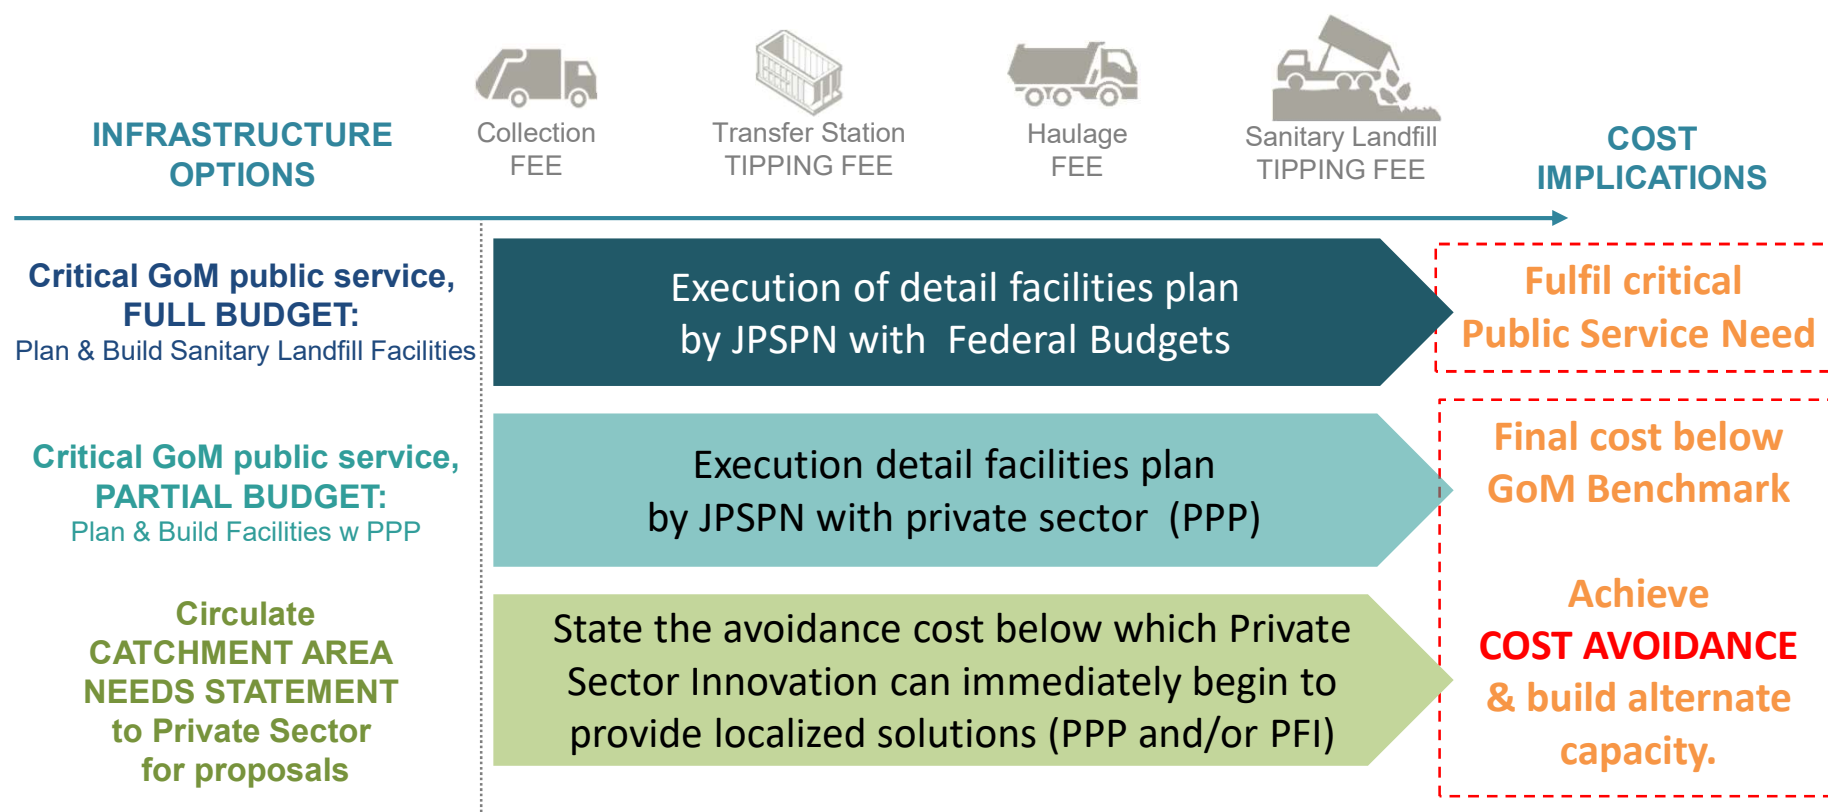 INFRASTRUCTURE
OPTIONS
Collection
FEE
Transfer Station
TIPPING FEE
Haulage
FEE
Sanitary Landfill
TIPPING FEE
COST
IMPLICATIONS
Critical GoM public service,
FULL BUDGET:
Plan & Build Sanitary Landfill Facilities
Execution of detail facilities plan
by JPSPN with Federal Budgets
Fulfil critical
Public Service Need
Critical GoM public service,
PARTIAL BUDGET:
Plan & Build Facilities w PPP
Execution detail facilities plan
by JPSPN with private sector (PPP)
Final cost below
GoM Benchmark
Circulate
CATCHMENT AREA
NEEDS STATEMENT
to Private Sector
for proposals
State the avoidance cost below which Private
Sector Innovation can immediately begin to
provide localized solutions (PPP and/or PFI)
Achieve
COST AVOIDANCE
& build alternate
capacity.